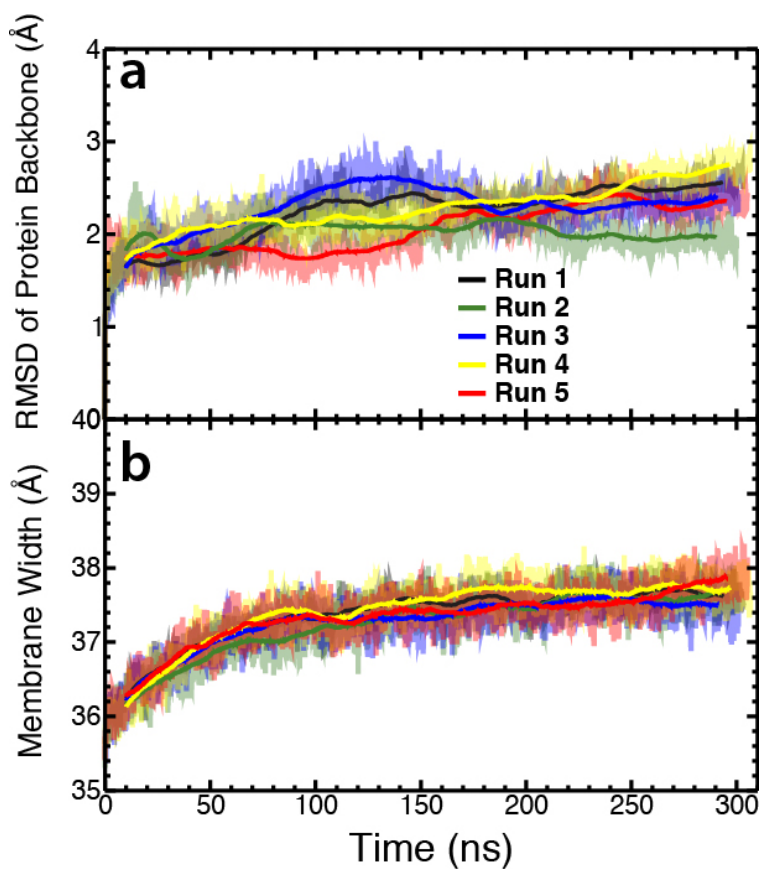 RMSD of Protein Backbone (Å)
a
4
3
2
1
Run 1
Run 2
Run 3
Run 4
Run 5
Membrane Width (Å)
b
40
39
38
37
36
35
0 50 100 150 200 250 300
Time (ns)